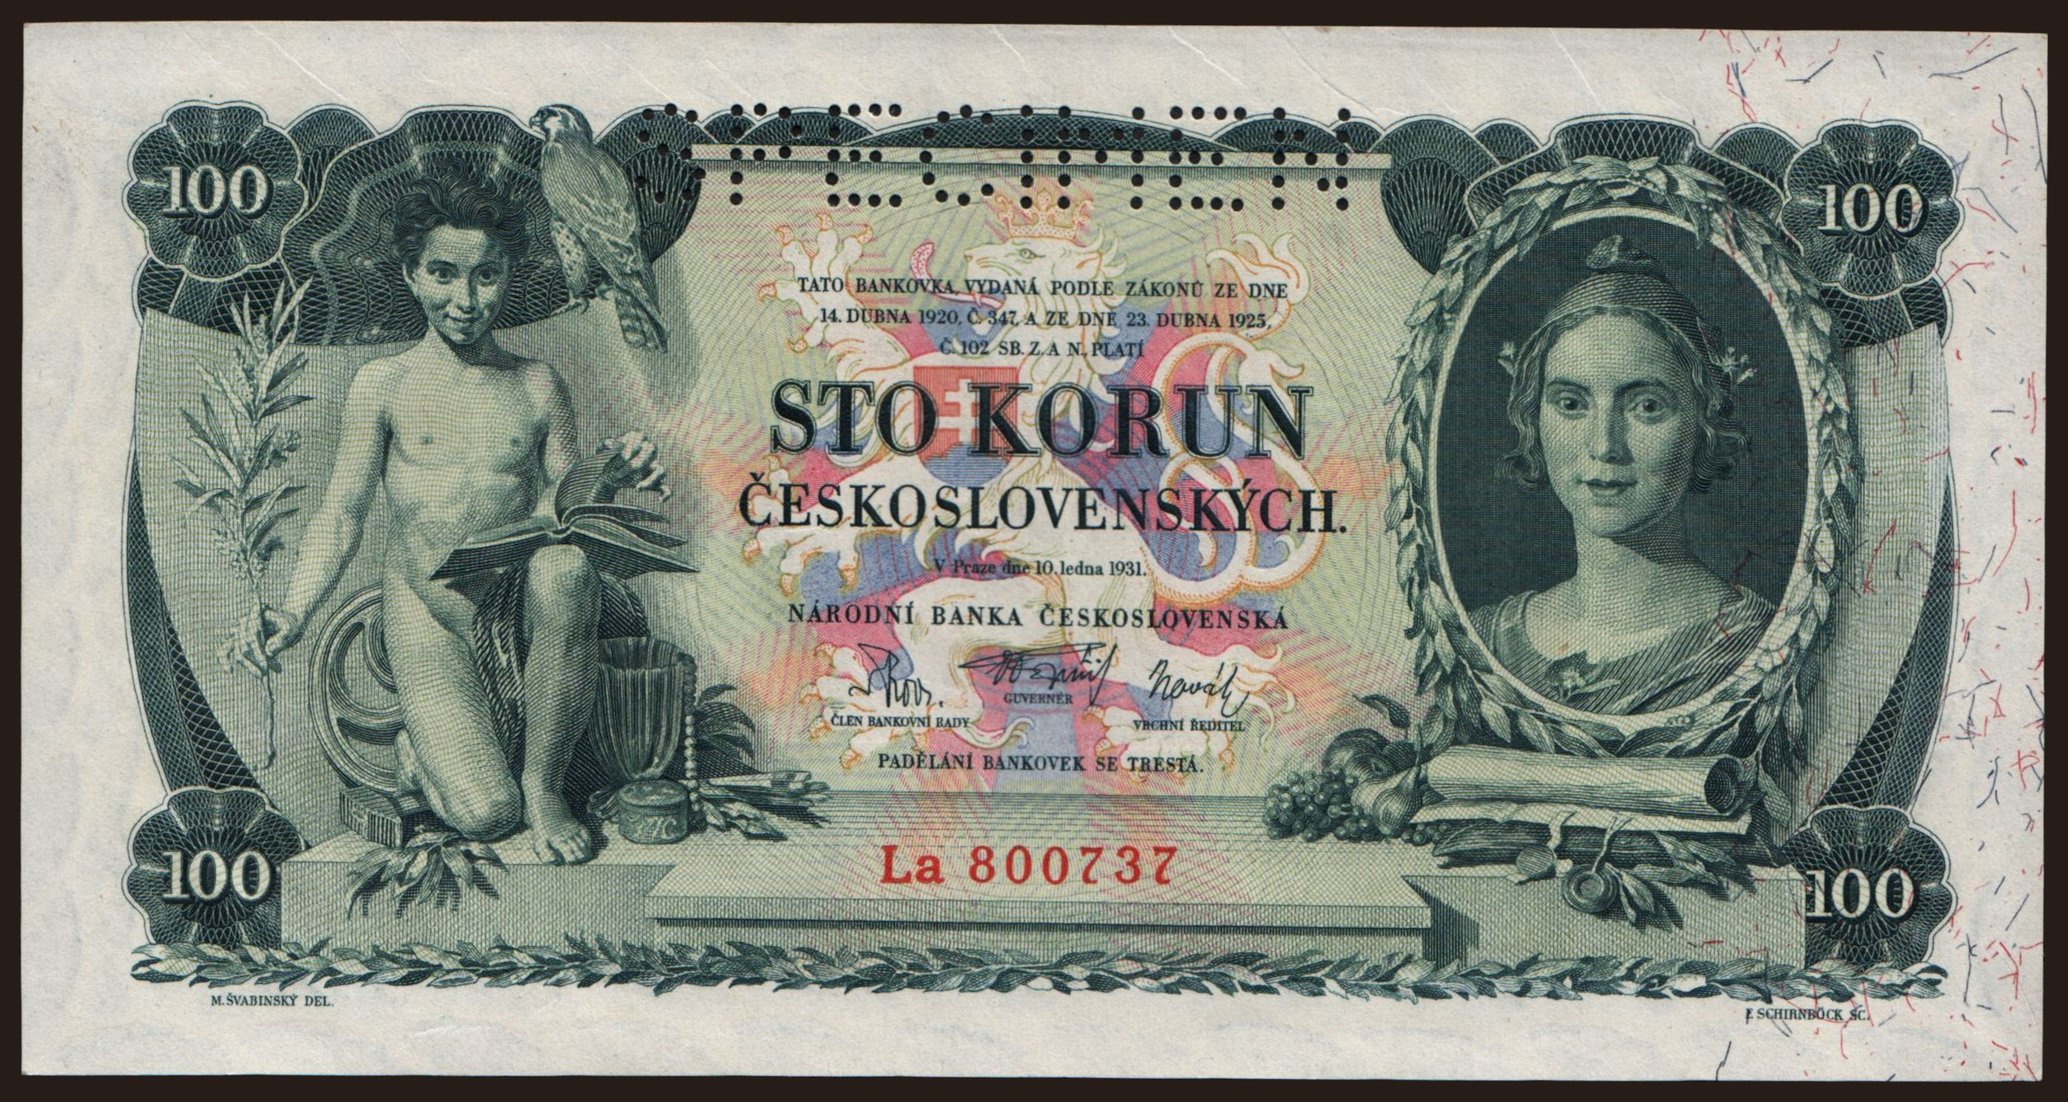 SPECIMEN
100
100
TATO BANKOVKA, VYDANÁ PODLE ZÁKONŮ ZE DNE
14. DUBNA 1920, Č. 347, A ZE DNE 23. DUBNA 1925,
Č. 102 SB. Z. A N., PLATÍ
STO KORUN
ČESKOSLOVENSKÝCH.
V Praze dne 10. ledna 1931.
NÁRODNÍ BANKA ČESKOSLOVENSKÁ
ČLEN BANKOVNÍ RADY
GUVERNÉR
VRCHNÍ ŘEDITEL
PADĚLÁNÍ BANKOVEK SE TRESTÁ.
La 800737
100
100
M. ŠVABINSKÝ DEL.
F. SCHIRNBÖCK SC.